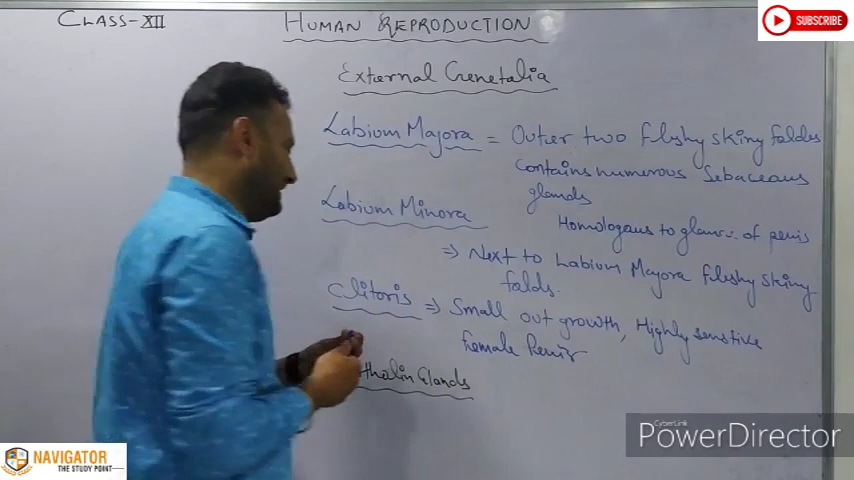 CLASS-XII
HUMAN REPRODUCTION
SUBSCRIBE
External Genetalia
Labium Majora = Outer two fleshy skiny folds
contains numerous Sebaceous
glands
Labium Minora
Homologous to of penis
⇒ Next to Labium Majora fleshy skiny
folds.
Clitoris ⇒ Small out growth, Highly sensitive
female Penis
Glands
CyberLink
PowerDirector
NAVIGATOR
THE STUDY POINT